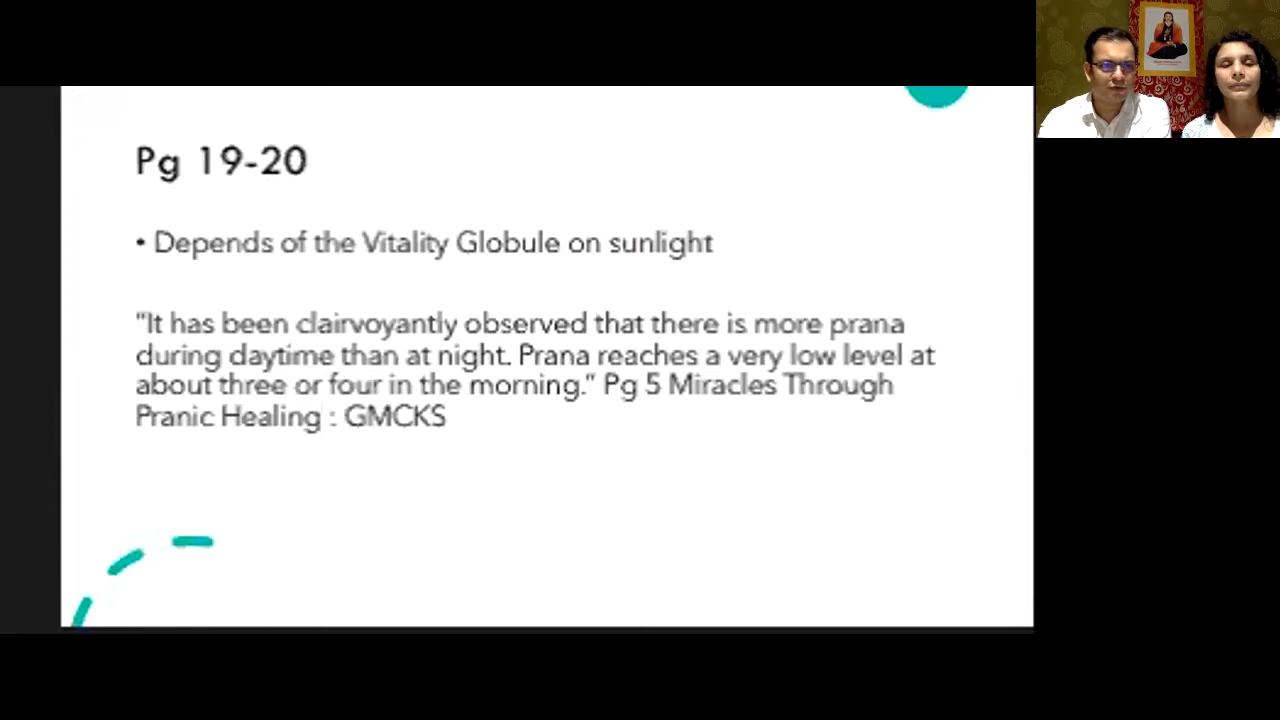 Pg 19-20
• Depends of the Vitality Globule on sunlight
"It has been clairvoyantly observed that there is more prana
during daytime than at night. Prana reaches a very low level at
about three or four in the morning." Pg 5 Miracles Through
Pranic Healing : GMCKS